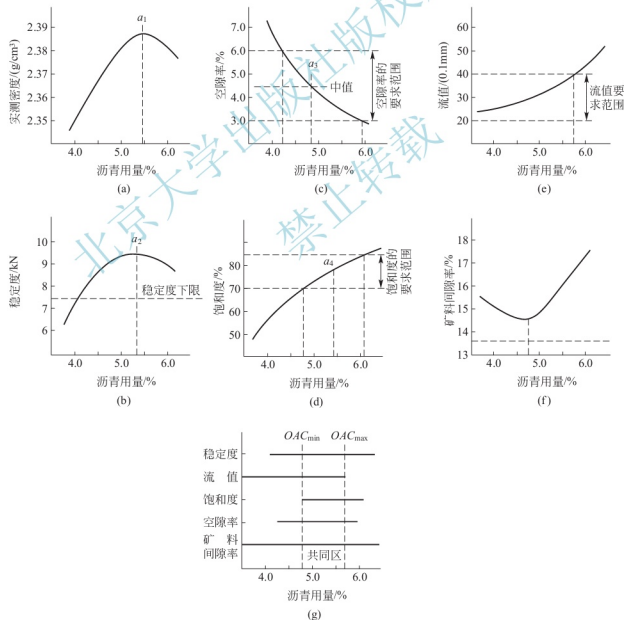 北京大学出版社版权
禁止转载
实测密度/(g/cm³)
2.39
2.38
2.37
2.36
2.35
a₁
4.0 5.0 6.0
沥青用量/%
(a)
空隙率/%
7.0
6.0
5.0
4.0
3.0
a₃
中值
空隙率的
要求范围
4.0 5.0 6.0
沥青用量/%
(c)
流值/(0.1mm)
60
50
40
30
20
流值要
求范围
4.0 5.0 6.0
沥青用量/%
(e)
稳定度/kN
10
9
8
7
6
a₂
稳定度下限
4.0 5.0 6.0
沥青用量/%
(b)
饱和度/%
80
70
60
50
a₄
饱和度的
要求范围
4.0 5.0 6.0
沥青用量/%
(d)
矿料间隙率/%
18
17
16
15
14
13
4.0 5.0 6.0
沥青用量/%
(f)
OACmin OACmax
稳定度
流 值
饱和度
空隙率
矿 料
间隙率
共同区
4.0 5.0 6.0
沥青用量/%
(g)